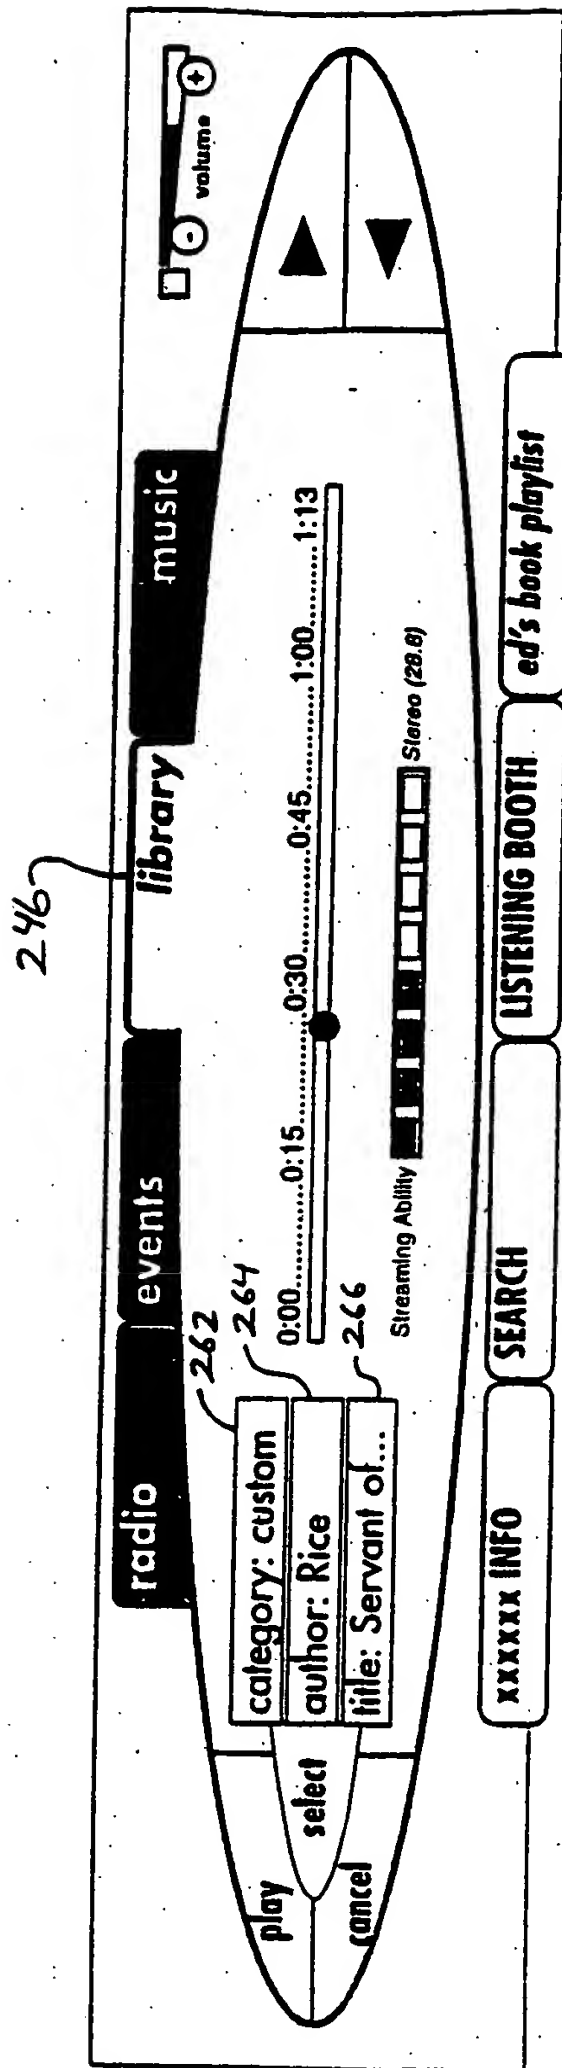 246
radio events library music
- + volume
play
select
cancel
262
category: custom
264
author: Rice
266
title: Servant of...
0:00.........0:15.........0:30.........0:45.........1:00.........1:13
Streaming Ability Stereo (28.8)
xxxxxx INFO SEARCH LISTENING BOOTH ed's book playlist